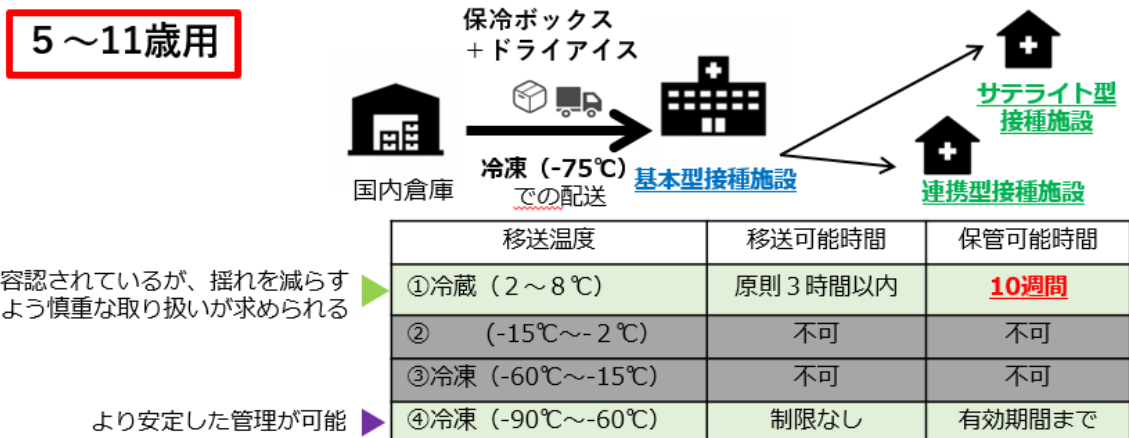 5～11歳用
保冷ボックス
＋ドライアイス
サテライト型
接種施設
国内倉庫
冷凍（-75℃）
での配送
基本型接種施設
連携型接種施設
移送温度 移送可能時間 保管可能時間
容認されているが、揺れを減らす
よう慎重な取り扱いが求められる
①冷蔵（2～8℃） 原則3時間以内 10週間
② (-15℃～-2℃) 不可 不可
③冷凍（-60℃～-15℃） 不可 不可
より安定した管理が可能
④冷凍（-90℃～-60℃） 制限なし 有効期間まで